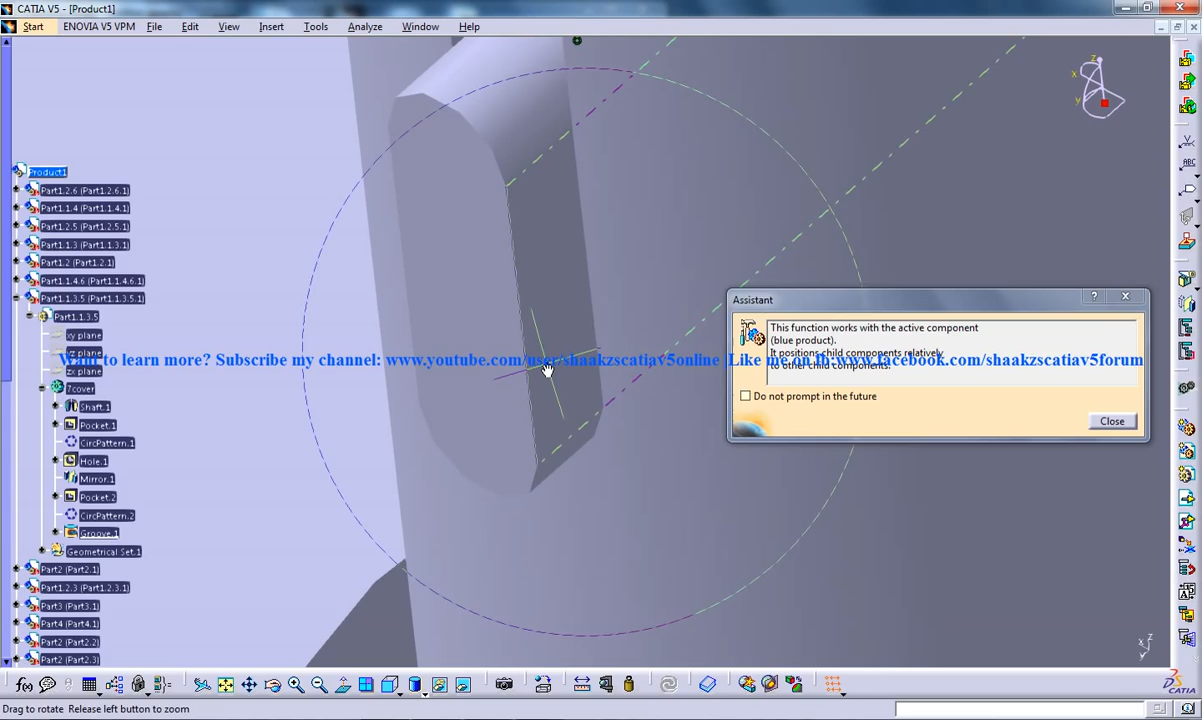 CATIA V5 - [Product1]
Start ENOVIA V5 VPM File Edit View Insert Tools Analyze Window Help
Product1
Part1.2.6 (Part1.2.6.1)
Part1.1.4 (Part1.1.4.1)
Part1.2.5 (Part1.2.5.1)
Part1.1.3 (Part1.1.3.1)
Part1.2 (Part1.2.1)
Part1.1.4.6 (Part1.1.4.6.1)
Part1.1.3.5 (Part1.1.3.5.1)
Part1.1.3.5
xy plane
yz plane
zx plane
7cover
Shaft.1
Pocket.1
CircPattern.1
Hole.1
Mirror.1
Pocket.2
CircPattern.2
Groove.1
Geometrical Set.1
Part2 (Part2.1)
Part1.2.3 (Part1.2.3.1)
Part3 (Part3.1)
Part4 (Part4.1)
Part2 (Part2.2)
Part2 (Part2.3)
z
x
y
Assistant
This function works with the active component
(blue product).
It positions child components relatively
to other child components.
Do not prompt in the future
Close
Want to learn more? Subscribe my channel: www.youtube.com/user/shaakzscatiav5online |Like me on fb:www.facebook.com/shaakzscatiav5forum
ABC
z
y
f(x)
Drag to rotate Release left button to zoom
CATIA